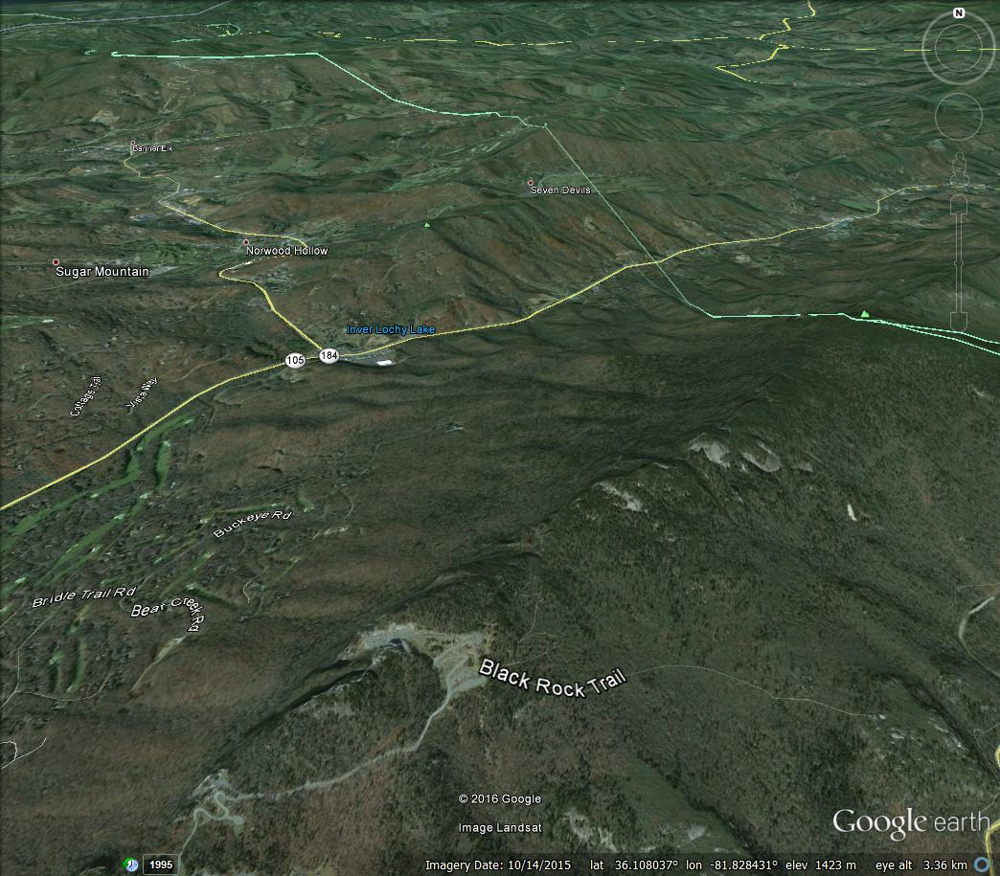 N
Banner Elk
Seven Devils
Norwood Hollow
Sugar Mountain
Inver Lochy Lake
184
105
Cottage Trail
Vista Way
Buckeye Rd
Bridle Trail Rd
Bear Creek Rd
Black Rock Trail
© 2016 Google
Image Landsat
Google earth
1995
Imagery Date: 10/14/2015 lat 36.108037° lon -81.828431° elev 1423 m eye alt 3.36 km